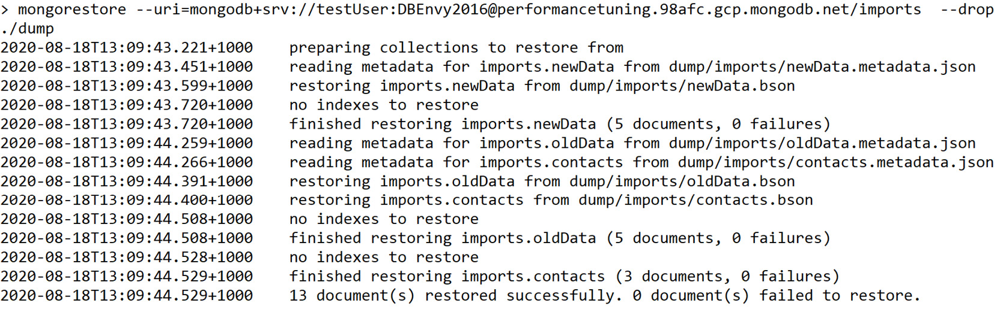 > mongorestore --uri=mongodb+srv://testUser:DBEnvy2016@performancetuning.98afc.gcp.mongodb.net/imports  --drop
./dump
2020-08-18T13:09:43.221+1000    preparing collections to restore from
2020-08-18T13:09:43.451+1000    reading metadata for imports.newData from dump/imports/newData.metadata.json
2020-08-18T13:09:43.599+1000    restoring imports.newData from dump/imports/newData.bson
2020-08-18T13:09:43.720+1000    no indexes to restore
2020-08-18T13:09:43.720+1000    finished restoring imports.newData (5 documents, 0 failures)
2020-08-18T13:09:44.259+1000    reading metadata for imports.oldData from dump/imports/oldData.metadata.json
2020-08-18T13:09:44.266+1000    reading metadata for imports.contacts from dump/imports/contacts.metadata.json
2020-08-18T13:09:44.391+1000    restoring imports.oldData from dump/imports/oldData.bson
2020-08-18T13:09:44.400+1000    restoring imports.contacts from dump/imports/contacts.bson
2020-08-18T13:09:44.508+1000    no indexes to restore
2020-08-18T13:09:44.508+1000    finished restoring imports.oldData (5 documents, 0 failures)
2020-08-18T13:09:44.528+1000    no indexes to restore
2020-08-18T13:09:44.529+1000    finished restoring imports.contacts (3 documents, 0 failures)
2020-08-18T13:09:44.529+1000    13 document(s) restored successfully. 0 document(s) failed to restore.